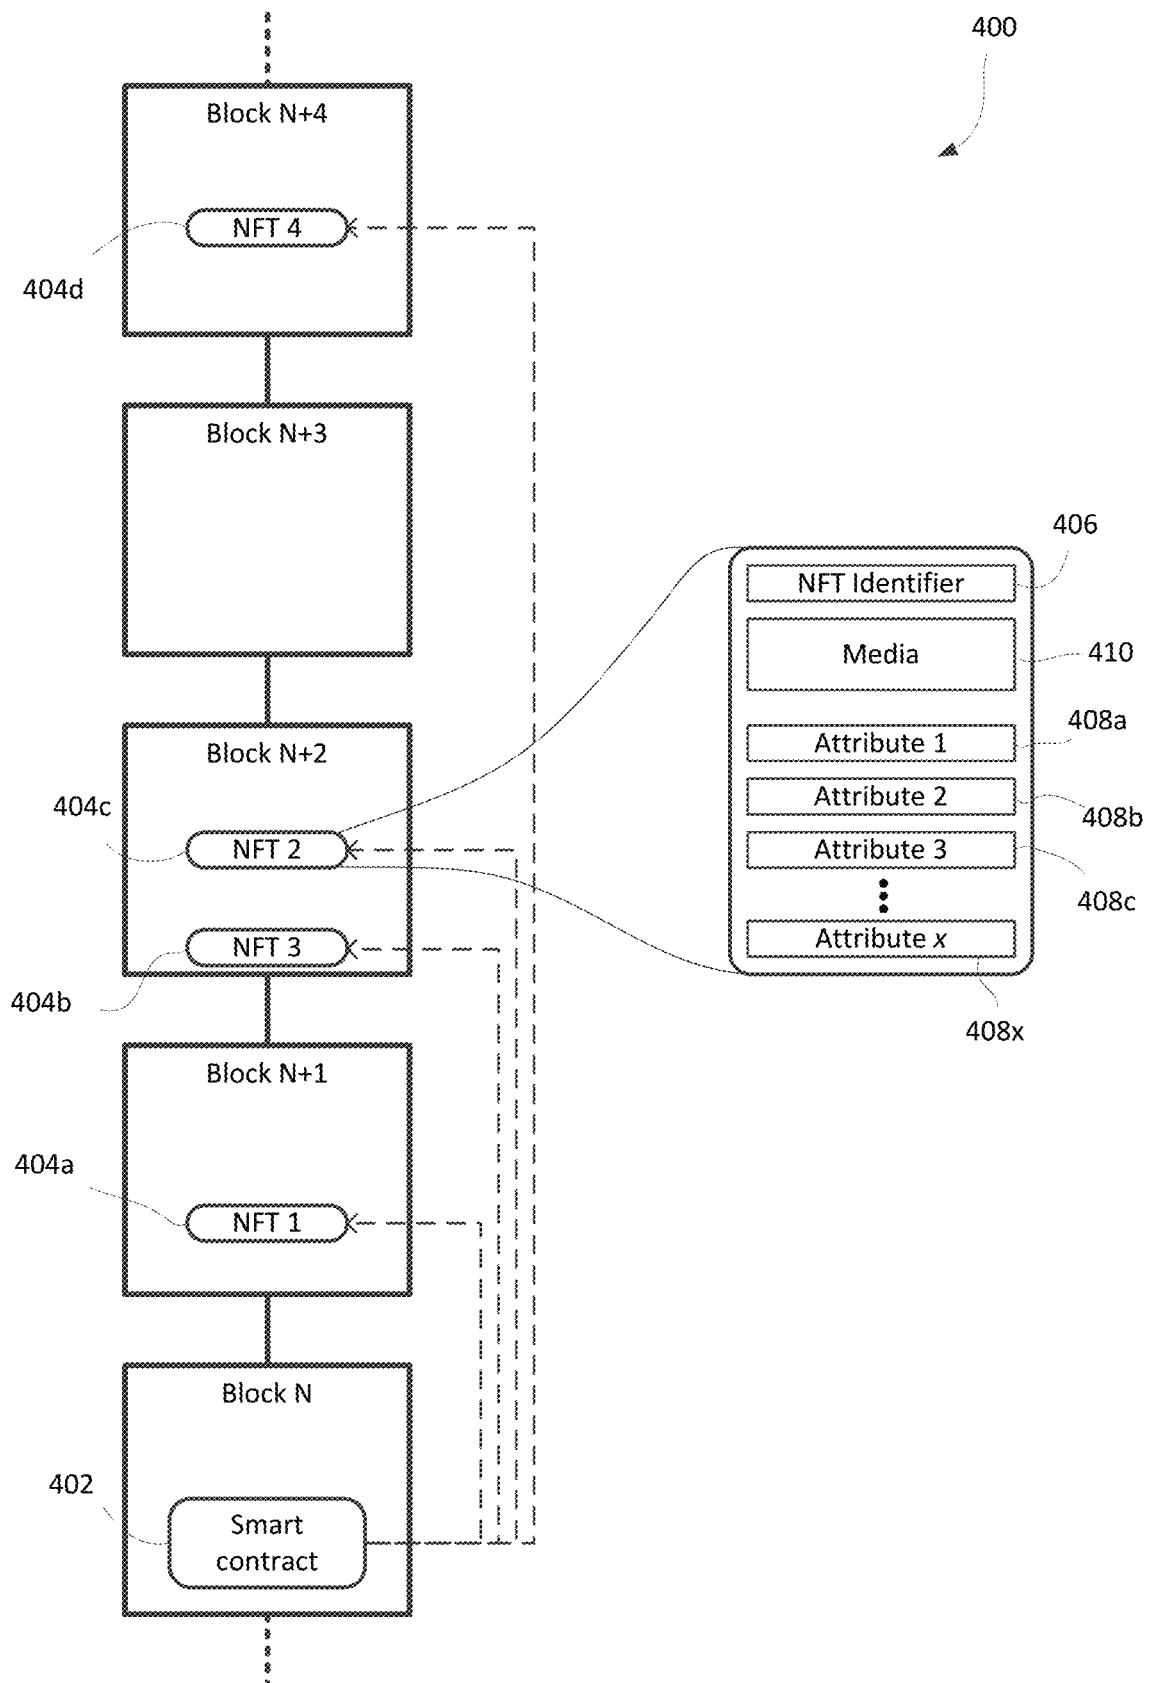 400
Block N+4
NFT 4
404d
Block N+3
406
NFT Identifier
Media
410
Block N+2
408a
Attribute 1
404c
Attribute 2
408b
NFT 2
Attribute 3
408c
NFT 3
Attribute x
404b
408x
Block N+1
404a
NFT 1
Block N
402
Smart
contract